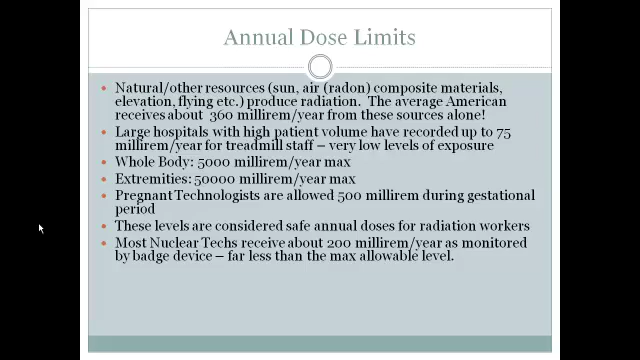 Annual Dose Limits
Natural/other resources (sun, air (radon) composite materials,
elevation, flying etc.) produce radiation. The average American
receives about 360 millirem/year from these sources alone!
Large hospitals with high patient volume have recorded up to 75
millirem/year for treadmill staff – very low levels of exposure
Whole Body: 5000 millirem/year max
Extremities: 50000 millirem/year max
Pregnant Technologists are allowed 500 millirem during gestational
period
These levels are considered safe annual doses for radiation workers
Most Nuclear Techs receive about 200 millirem/year as monitored
by badge device – far less than the max allowable level.